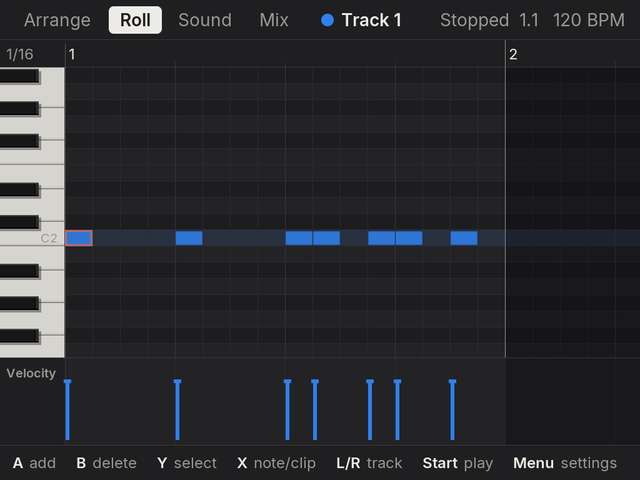 Arrange Roll Sound Mix Track 1 Stopped 1.1 120 BPM
1/16 1 2
C2
Velocity
A add B delete Y select X note/clip L/R track Start play Menu settings